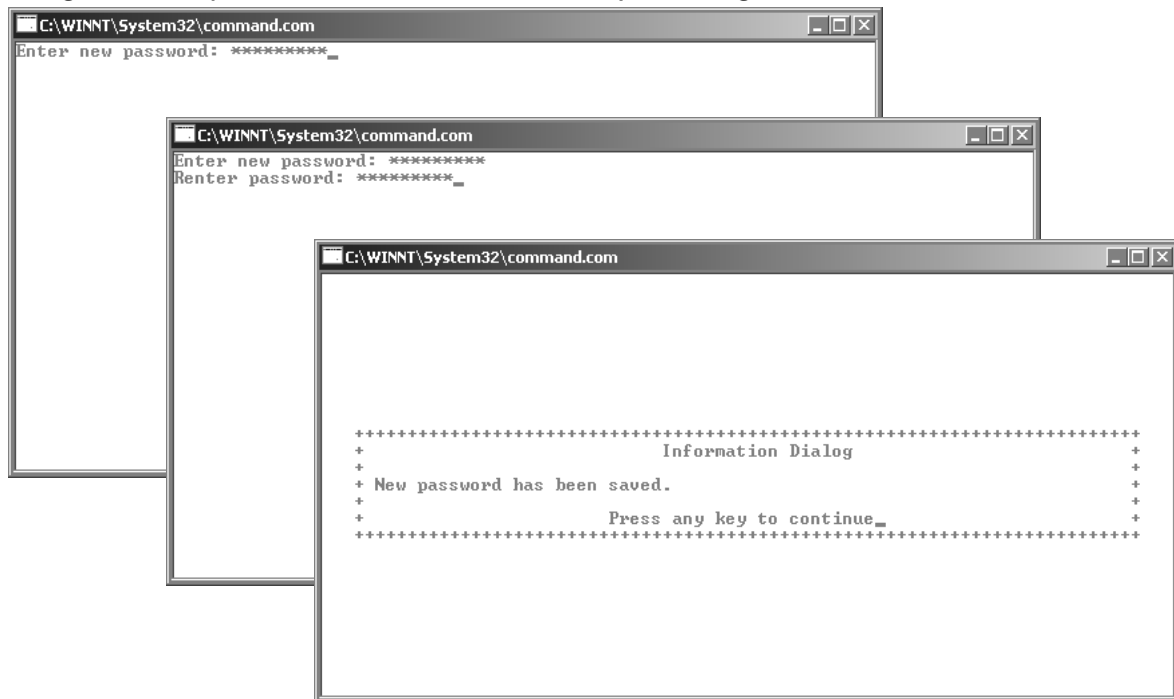 C:\WINNT\System32\command.com
Enter new password: *********_
C:\WINNT\System32\command.com
Enter new password: *********
Renter password: *********_
C:\WINNT\System32\command.com
++++++++++++++++++++++++++++++++++++++++++++++++++++++++++++++++++++++++++
+ Information Dialog +
+ +
+ New password has been saved. +
+ +
+ Press any key to continue_ +
++++++++++++++++++++++++++++++++++++++++++++++++++++++++++++++++++++++++++